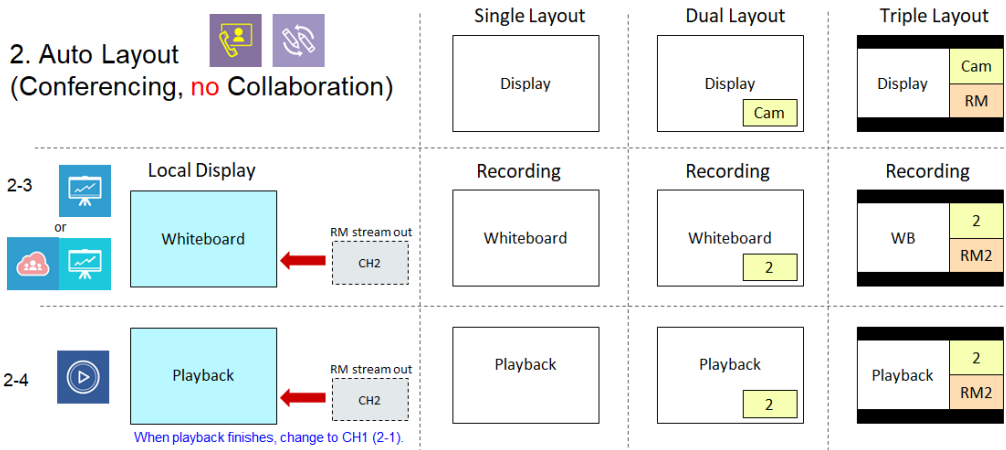 2. Auto Layout
(Conferencing, no Collaboration)
Single Layout
Dual Layout
Triple Layout
Display
Display
Cam
Display
Cam
RM
2-3
or
Local Display
Whiteboard
RM stream out
CH2
Recording
Whiteboard
Recording
Whiteboard
2
Recording
WB
2
RM2
2-4
Playback
RM stream out
CH2
When playback finishes, change to CH1 (2-1).
Playback
Playback
2
Playback
2
RM2